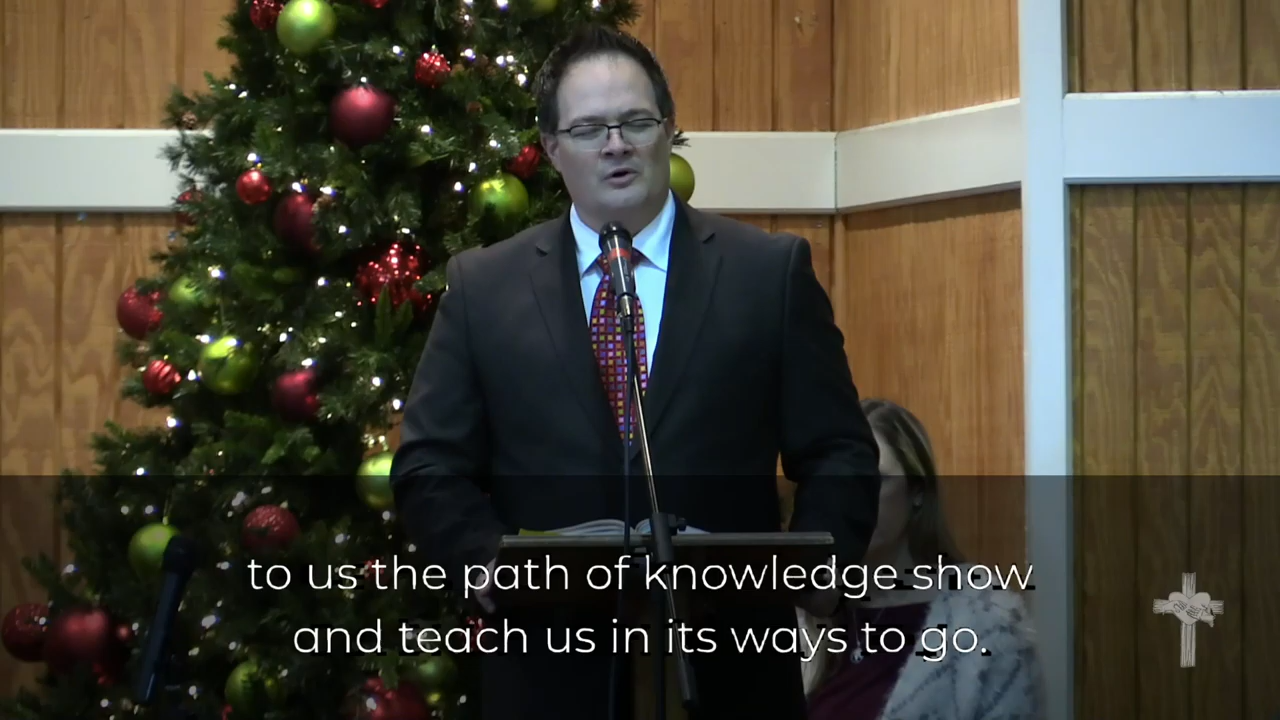 to us the path of knowledge show
and teach us in its ways to go.